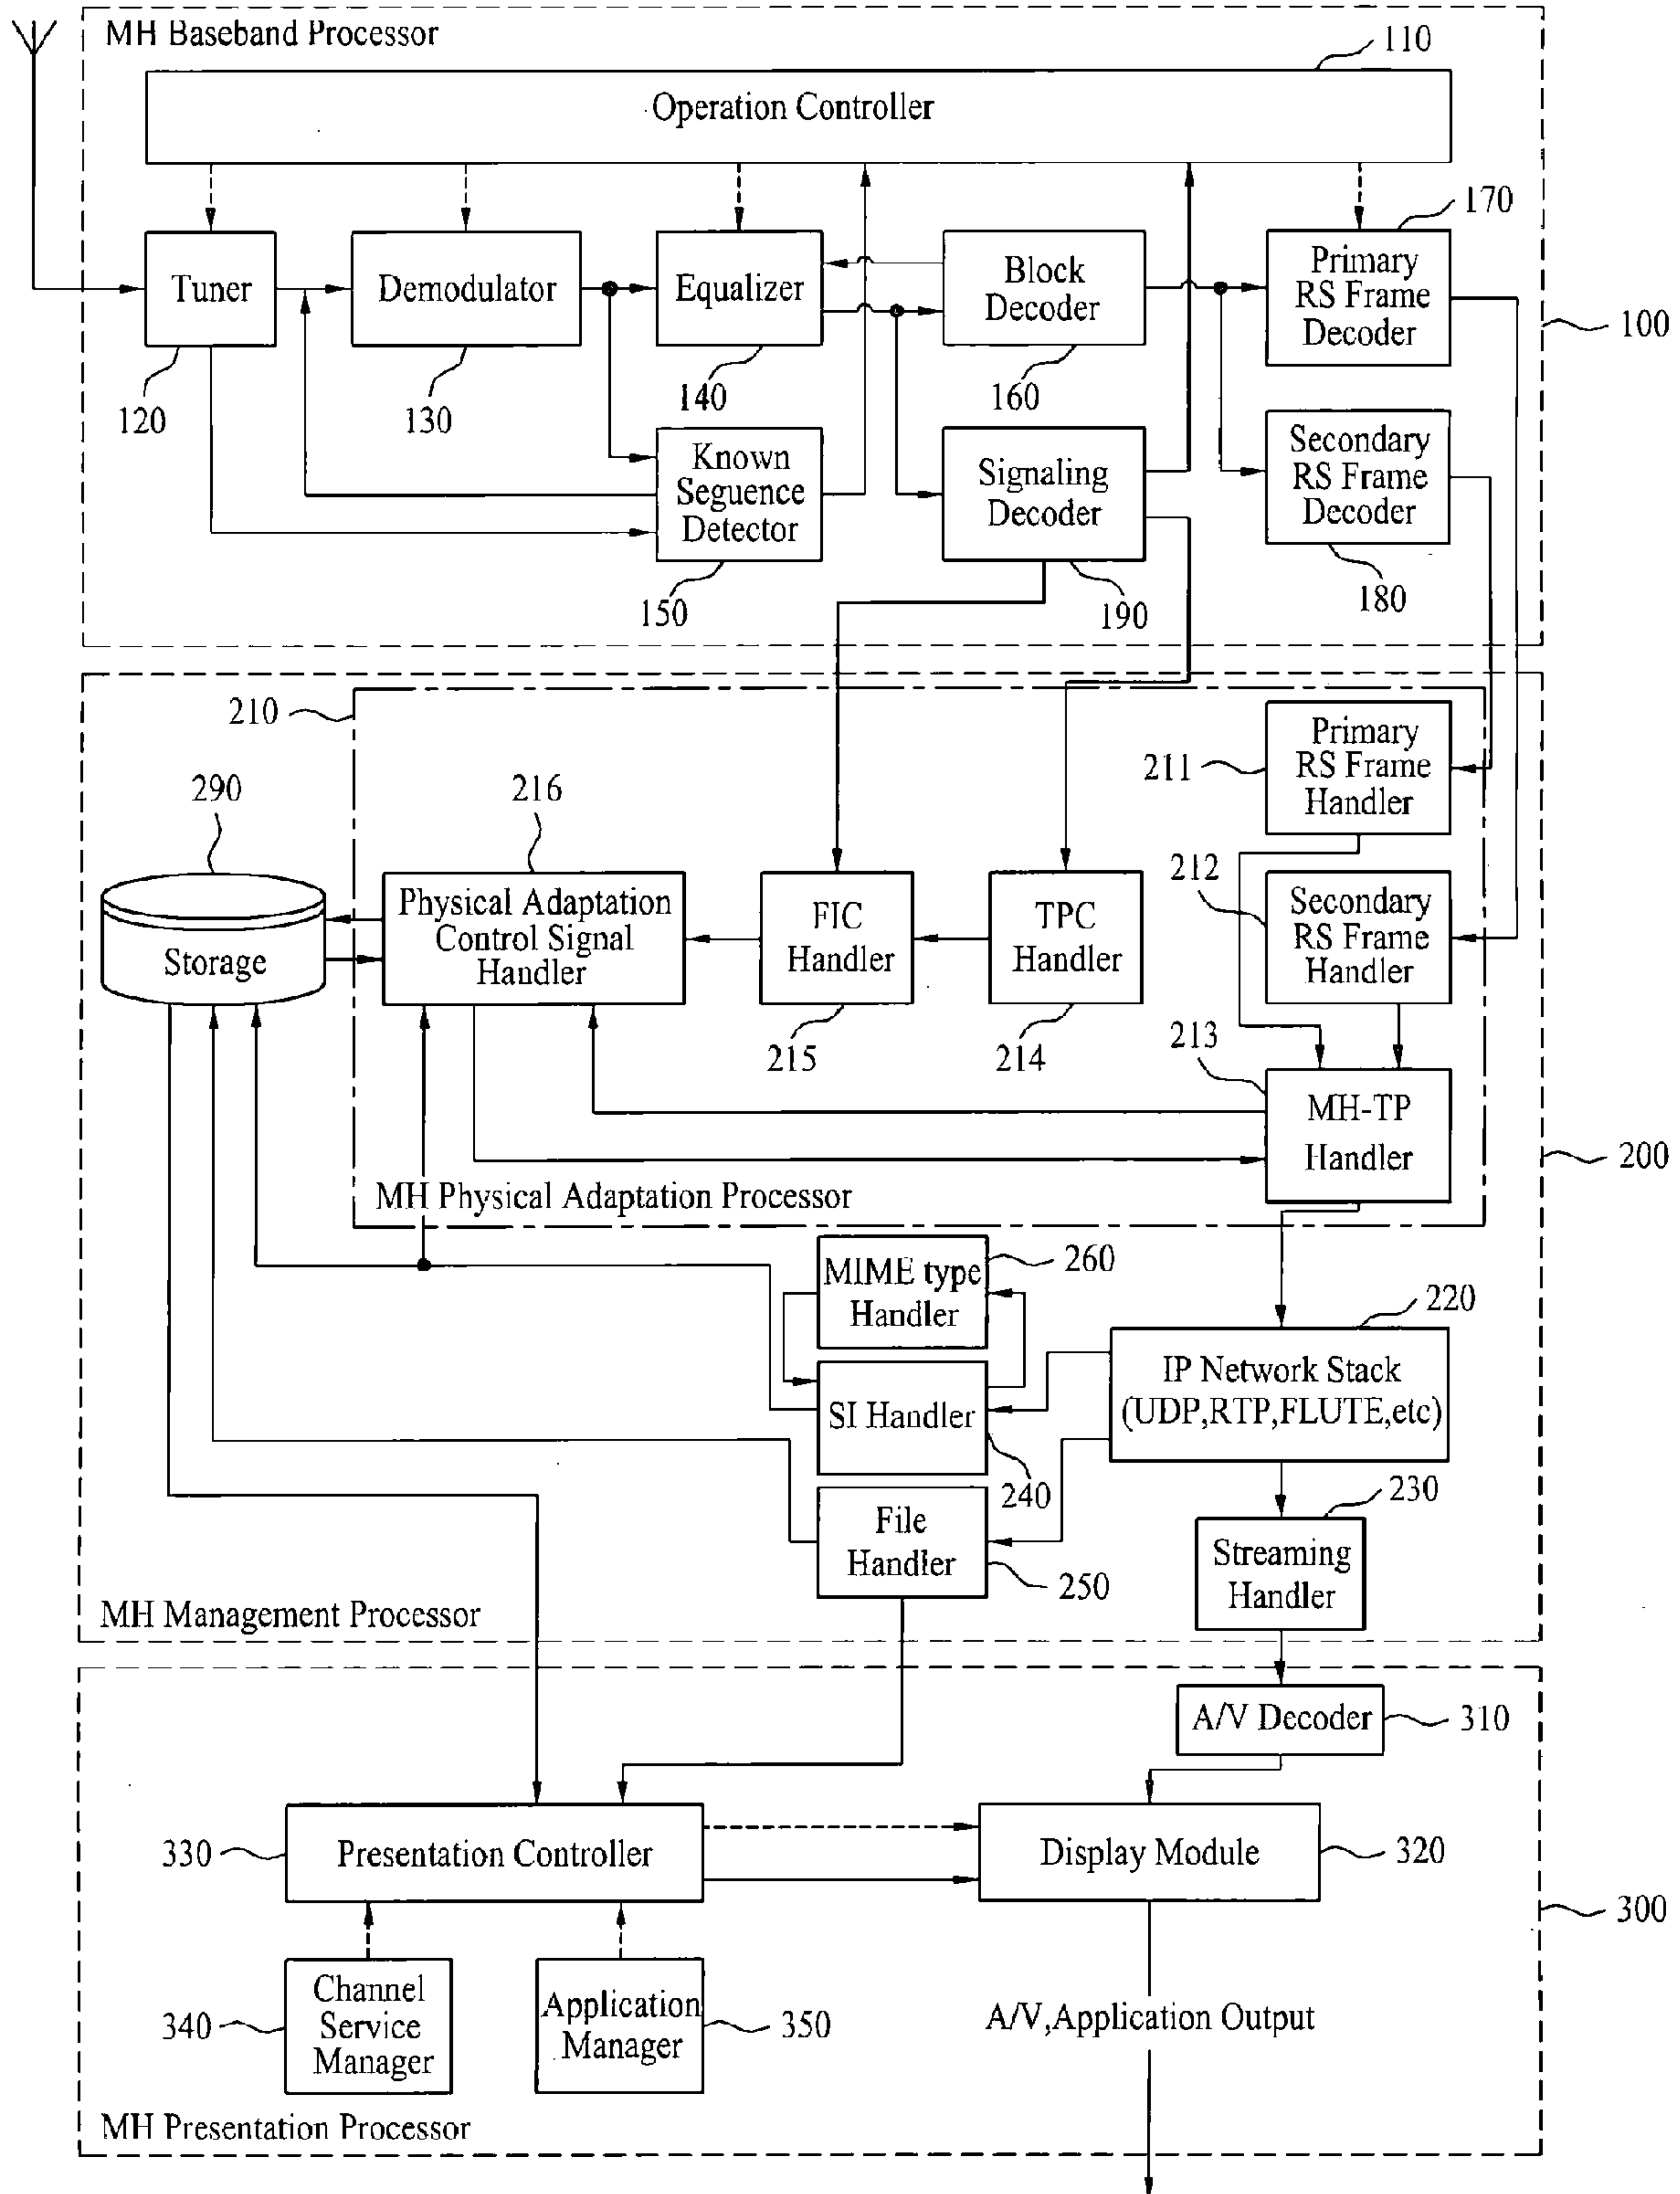 MH Baseband Processor
110
Operation Controller
170
Tuner
Demodulator
Equalizer
Block
Decoder
Primary
RS Frame
Decoder
100
120
130
140
160
Known
Seguence
Detector
Signaling
Decoder
Secondary
RS Frame
Decoder
150
190
180
210
Primary
RS Frame
Handler
211
290
216
212
Storage
Physical Adaptation
Control Signal
Handler
FIC
Handler
TPC
Handler
Secondary
RS Frame
Handler
215
214
213
MH-TP
Handler
200
MH Physical Adaptation Processor
MIME type
Handler
260
220
IP Network Stack
(UDP,RTP,FLUTE,etc)
SI Handler
240
230
File
Handler
250
Streaming
Handler
MH Management Processor
A/V Decoder
310
330
Presentation Controller
Display Module
320
300
340
Channel
Service
Manager
Application
Manager
350
A/V,Application Output
MH Presentation Processor